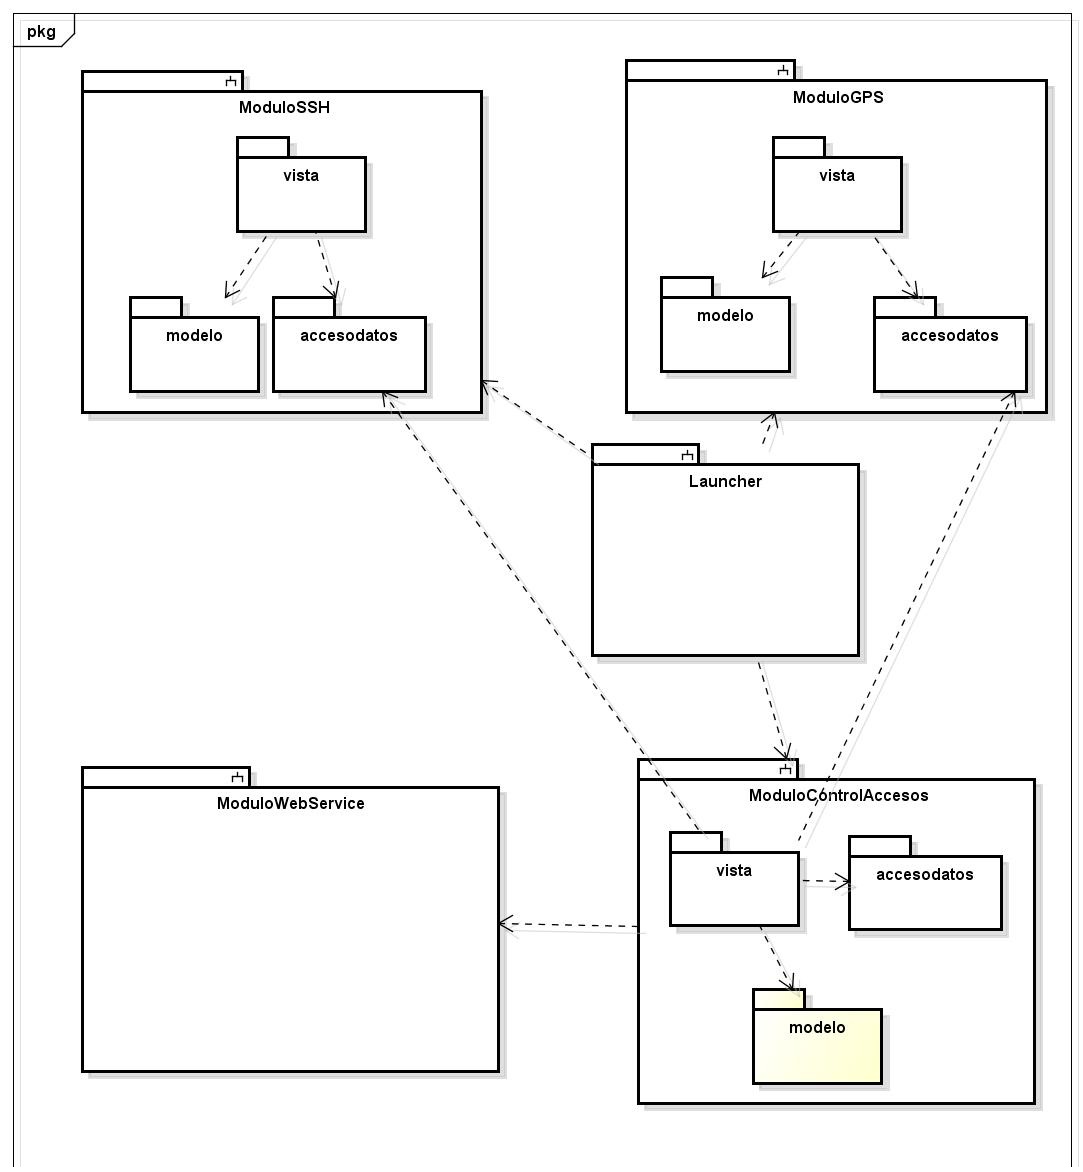 pkg
ModuloSSH
vista
modelo
accesodatos
ModuloGPS
vista
modelo
accesodatos
Launcher
ModuloWebService
ModuloControlAccesos
vista
accesodatos
modelo